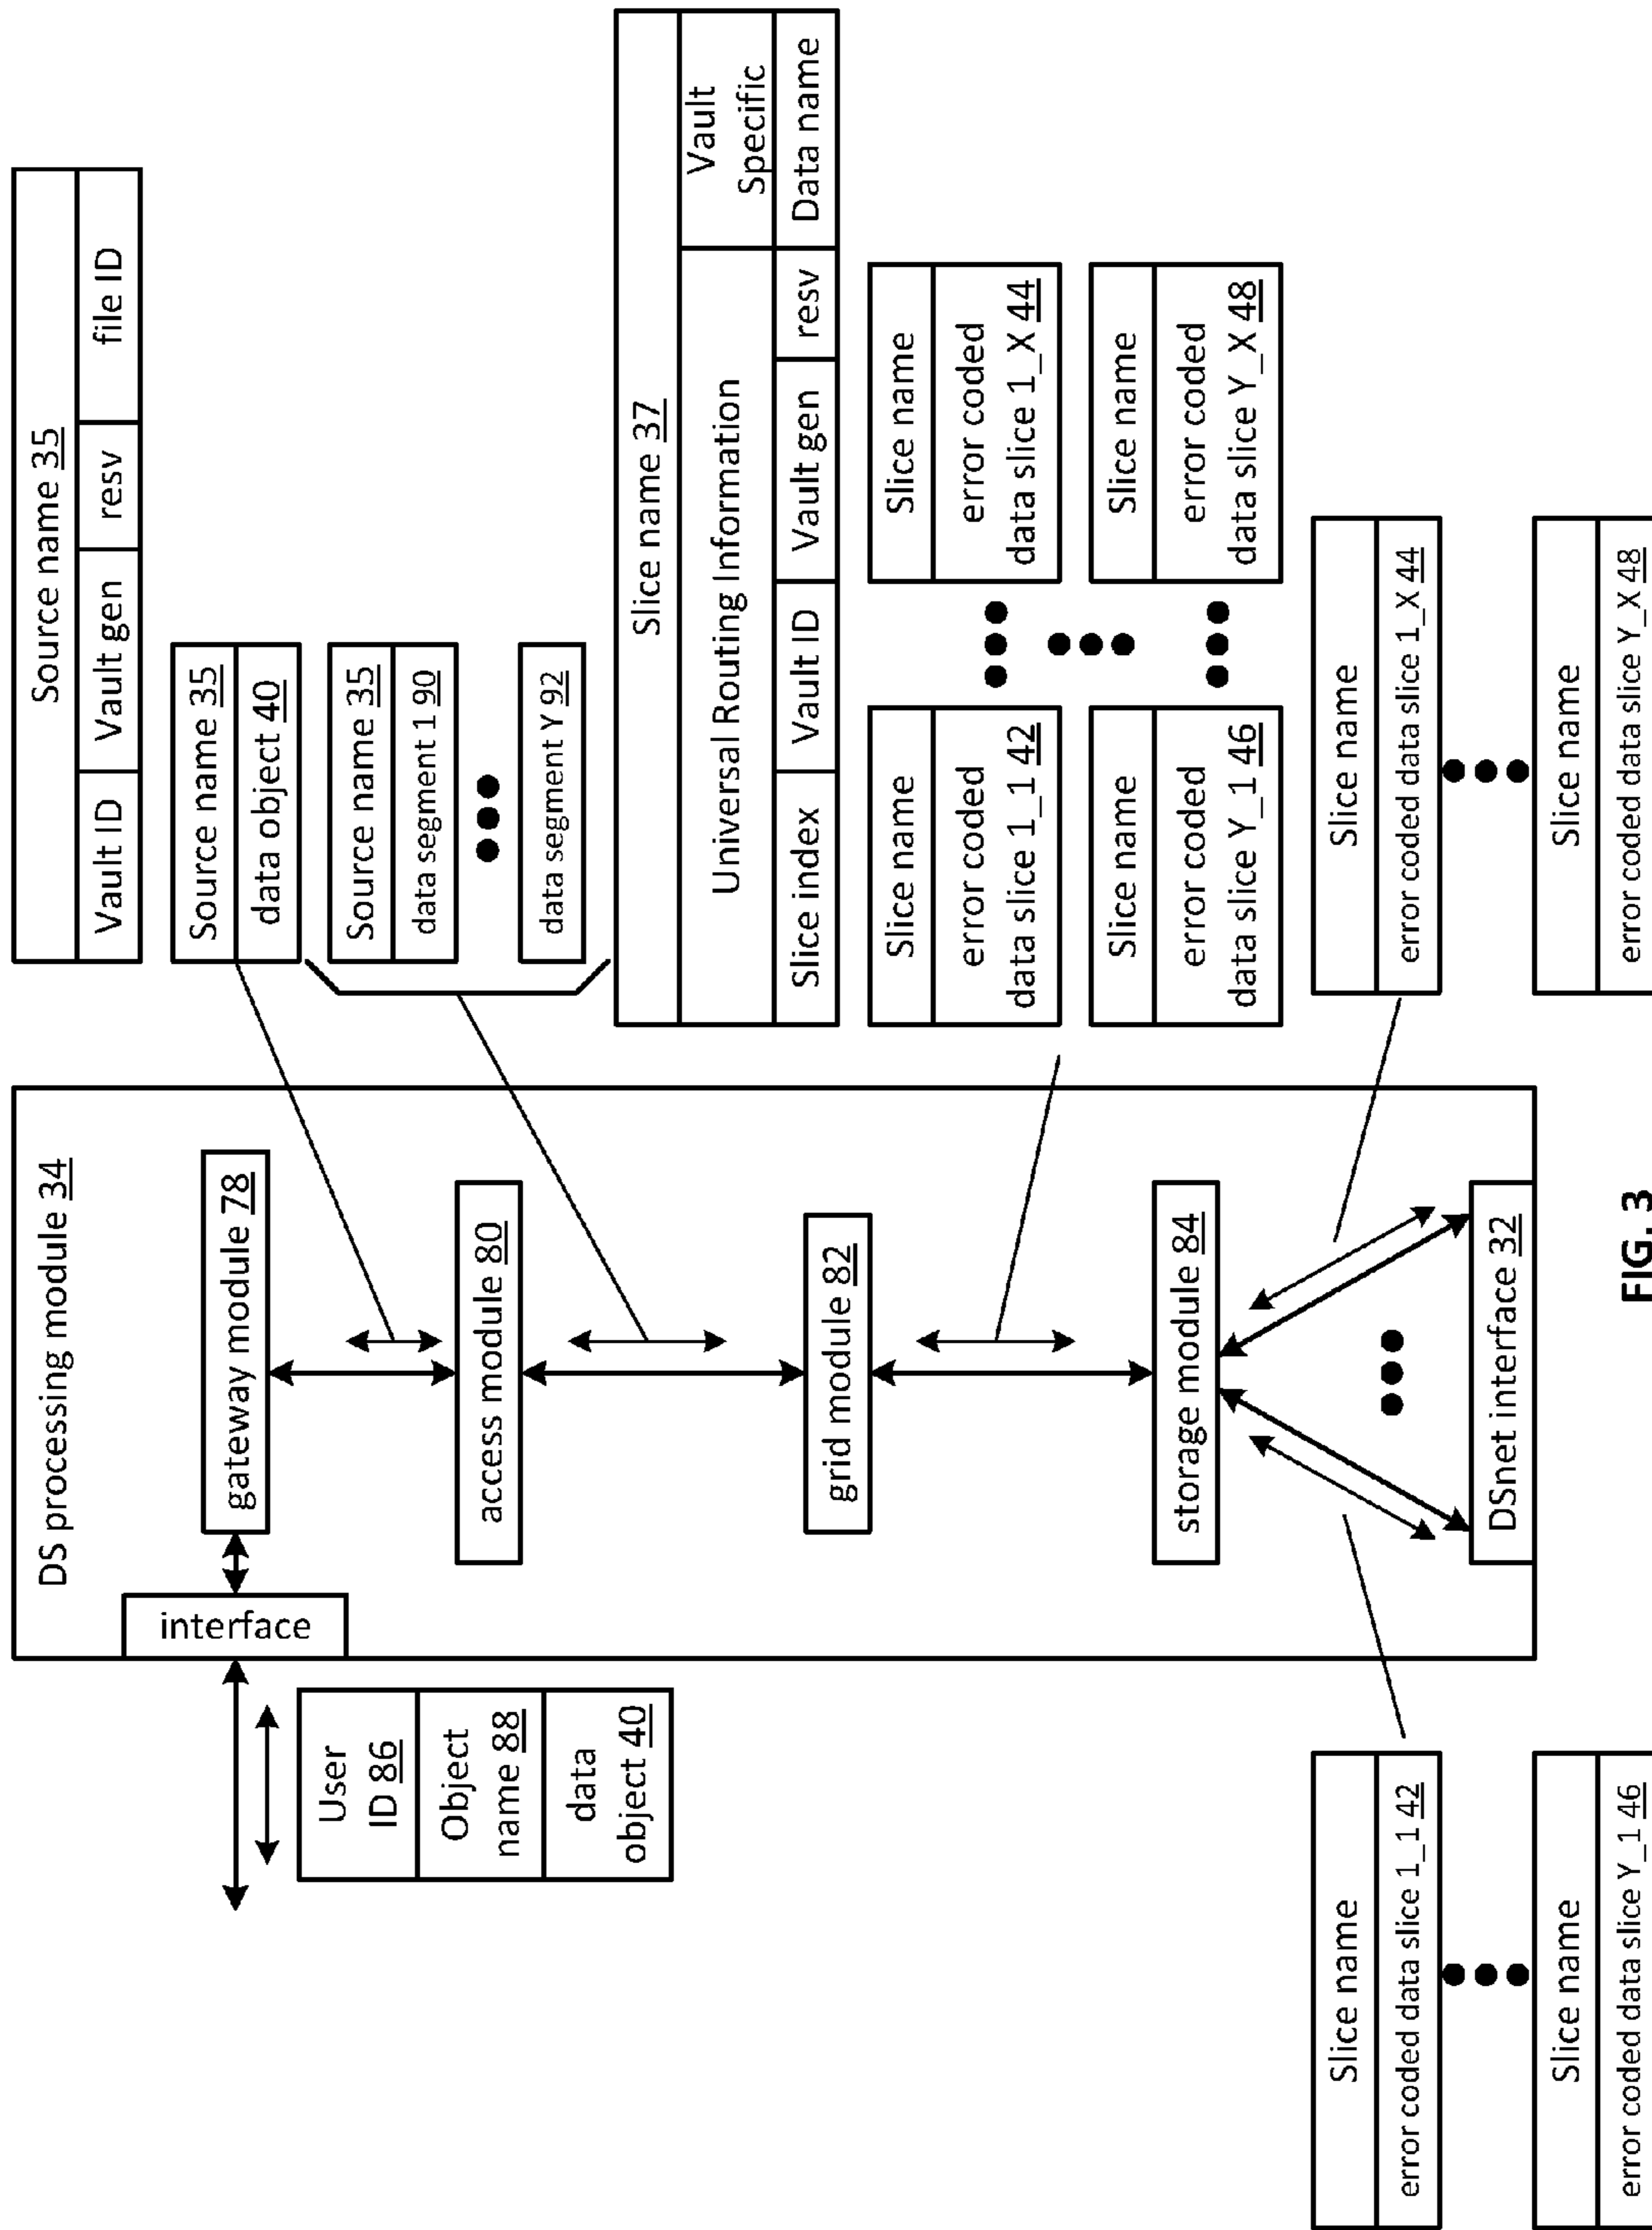 DS processing module 34
interface
gateway module 78
access module 80
grid module 82
storage module 84
DSnet interface 32
User
ID 86
Object
name 88
data
object 40
Source name 35
Vault ID
Vault gen
resv
file ID
Source name 35
data object 40
Source name 35
data segment 1 90
data segment Y 92
Slice name 37
Universal Routing Information
Vault
Specific
Slice index
Vault ID
Vault gen
resv
Data name
Slice name
error coded
data slice 1_1 42
Slice name
error coded
data slice 1_X 44
Slice name
error coded
data slice Y_1 46
Slice name
error coded
data slice Y_X 48
Slice name
error coded data slice 1_1 42
Slice name
error coded data slice Y_1 46
Slice name
error coded data slice 1_X 44
Slice name
error coded data slice Y_X 48
FIG. 3